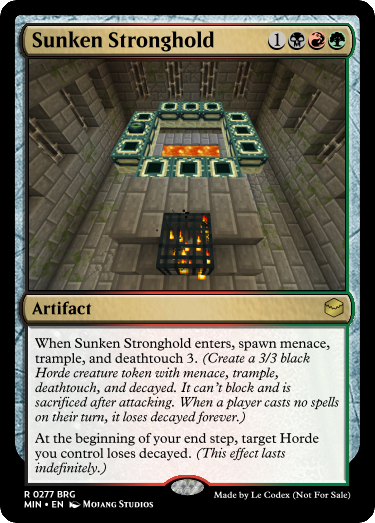 Sunken Stronghold 1
Artifact
When Sunken Stronghold enters, spawn menace,
trample, and deathtouch 3. (Create a 3/3 black
Horde creature token with menace, trample,
deathtouch, and decayed. It can't block and is
sacrificed after attacking. When a player casts no spells
on their turn, it loses decayed forever.)
At the beginning of your end step, target Horde
you control loses decayed. (This effect lasts
indefinitely.)
R 0277 BRG
MIN • EN Mojang Studios
Made by Le Codex (Not For Sale)